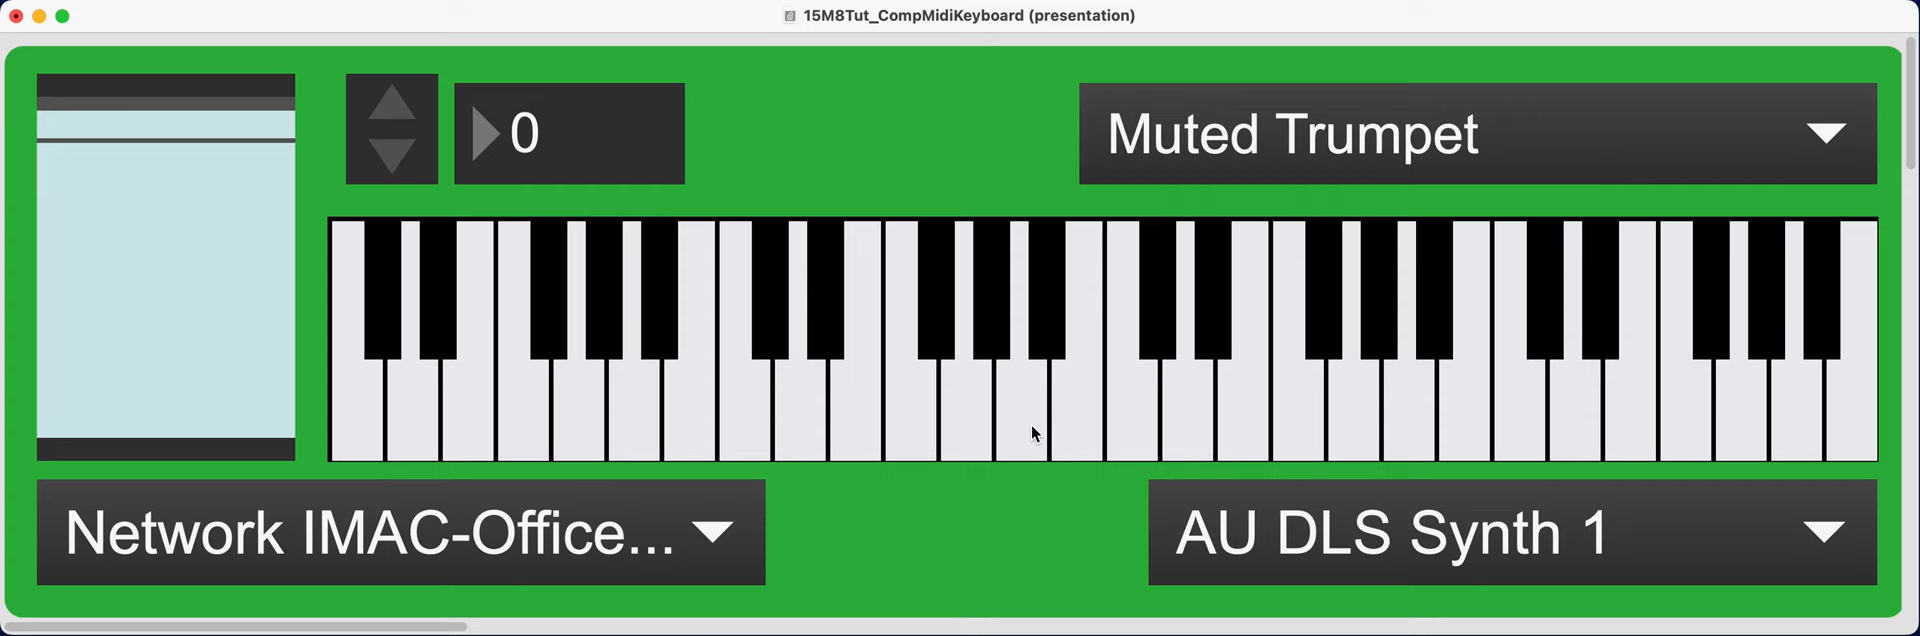 15M8Tut_CompMidiKeyboard (presentation)
0
Muted Trumpet
Network IMAC-Office...
AU DLS Synth 1